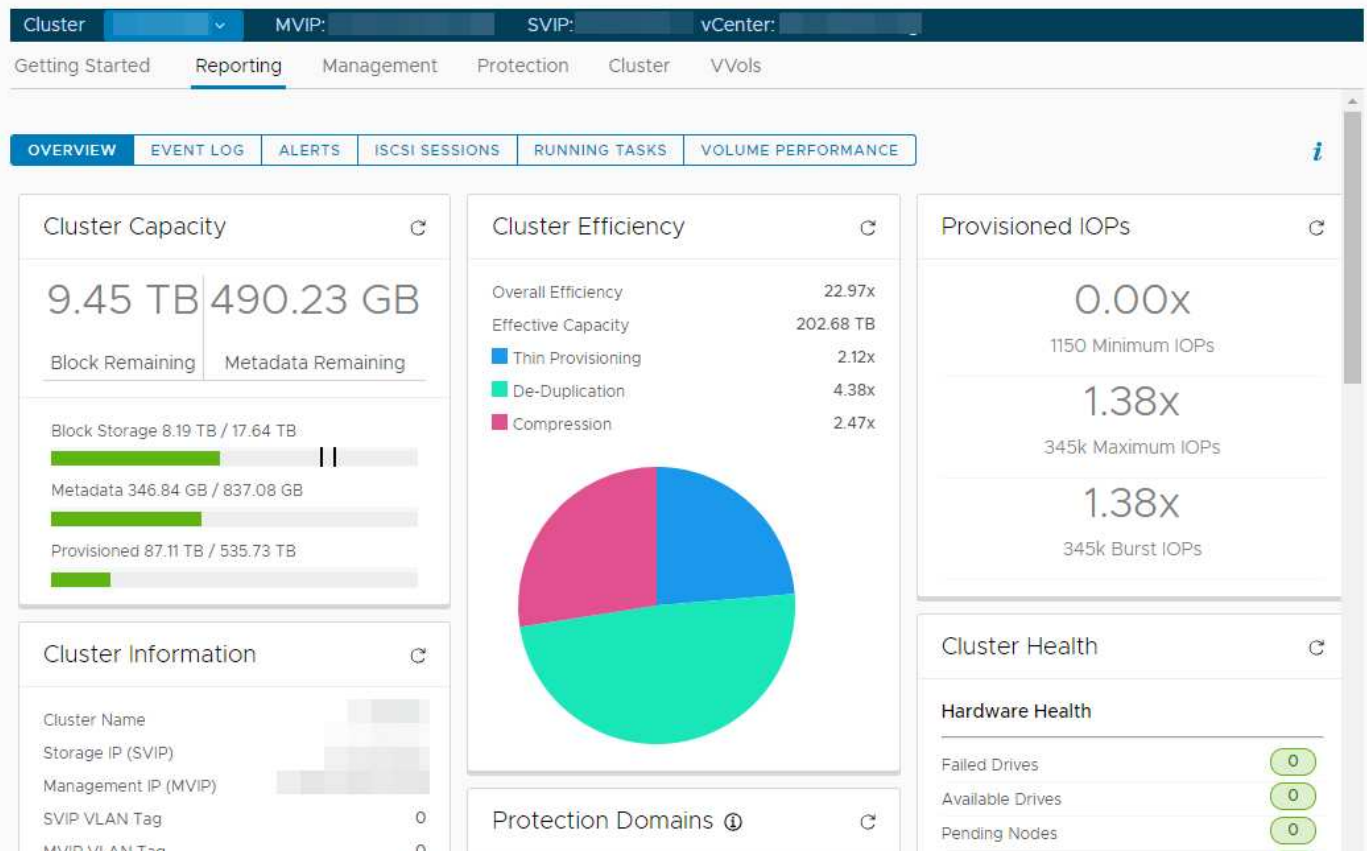 Cluster MVIP: SVIP: vCenter:
Getting Started Reporting Management Protection Cluster VVols
OVERVIEW EVENT LOG ALERTS ISCSI SESSIONS RUNNING TASKS VOLUME PERFORMANCE i
Cluster Capacity
9.45 TB 490.23 GB
Block Remaining Metadata Remaining
Block Storage 8.19 TB / 17.64 TB
Metadata 346.84 GB / 837.08 GB
Provisioned 87.11 TB / 535.73 TB
Cluster Efficiency
Overall Efficiency 22.97x
Effective Capacity 202.68 TB
Thin Provisioning 2.12x
De-Duplication 4.38x
Compression 2.47x
Provisioned IOPs
0.00x
1150 Minimum IOPs
1.38x
345k Maximum IOPs
1.38x
345k Burst IOPs
Cluster Information
Cluster Name
Storage IP (SVIP)
Management IP (MVIP)
SVIP VLAN Tag 0
MVIP VLAN Tag 0
Protection Domains
Cluster Health
Hardware Health
Failed Drives 0
Available Drives 0
Pending Nodes 0